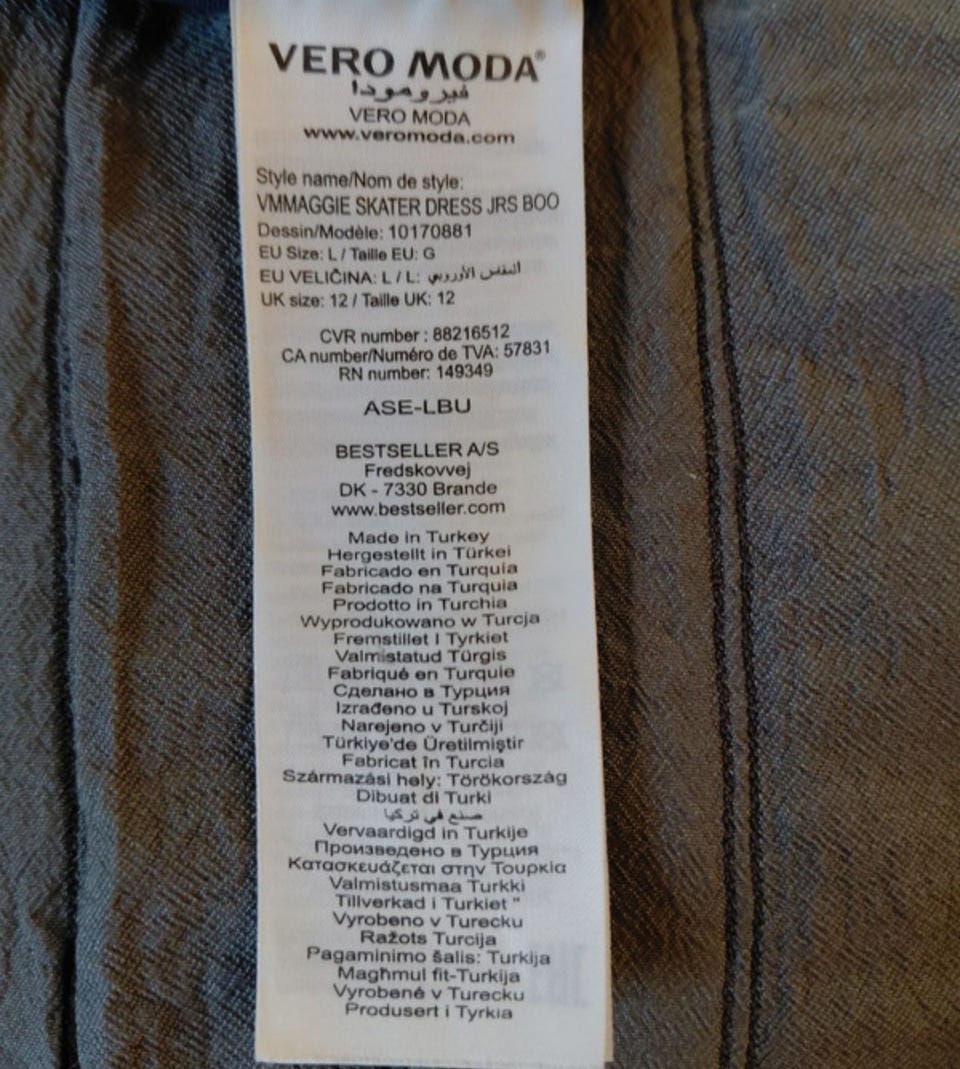 VERO MODA®
فيرومودا
VERO MODA
www.veromoda.com
Style name/Nom de style:
VMMAGGIE SKATER DRESS JRS BOO
Dessin/Modèle: 10170881
EU Size: L / Taille EU: G
EU VELIČINA: L / L: المقاس الأوروبي
UK size: 12 / Taille UK: 12
CVR number : 88216512
CA number/Numéro de TVA: 57831
RN number: 149349
ASE-LBU
BESTSELLER A/S
Fredskovvej
DK - 7330 Brande
www.bestseller.com
Made in Turkey
Hergestellt in Türkei
Fabricado en Turquia
Fabricado na Turquia
Prodotto in Turchia
Wyprodukowano w Turcja
Fremstillet I Tyrkiet
Valmistatud Türgis
Fabriqué en Turquie
Сделано в Турция
Izrađeno u Turskoj
Narejeno v Turčiji
Türkiye'de Üretilmiştir
Fabricat în Turcia
Származási hely: Törökország
Dibuat di Turki
صنع في تركيا
Vervaardigd in Turkije
Произведено в Турция
Κατασκευάζεται στην Τουρκία
Valmistusmaa Turkki
Tillverkad i Turkiet "
Vyrobeno v Turecku
Ražots Turcija
Pagaminimo šalis: Turkija
Magħmul fit-Turkija
Vyrobené v Turecku
Produsert i Tyrkia